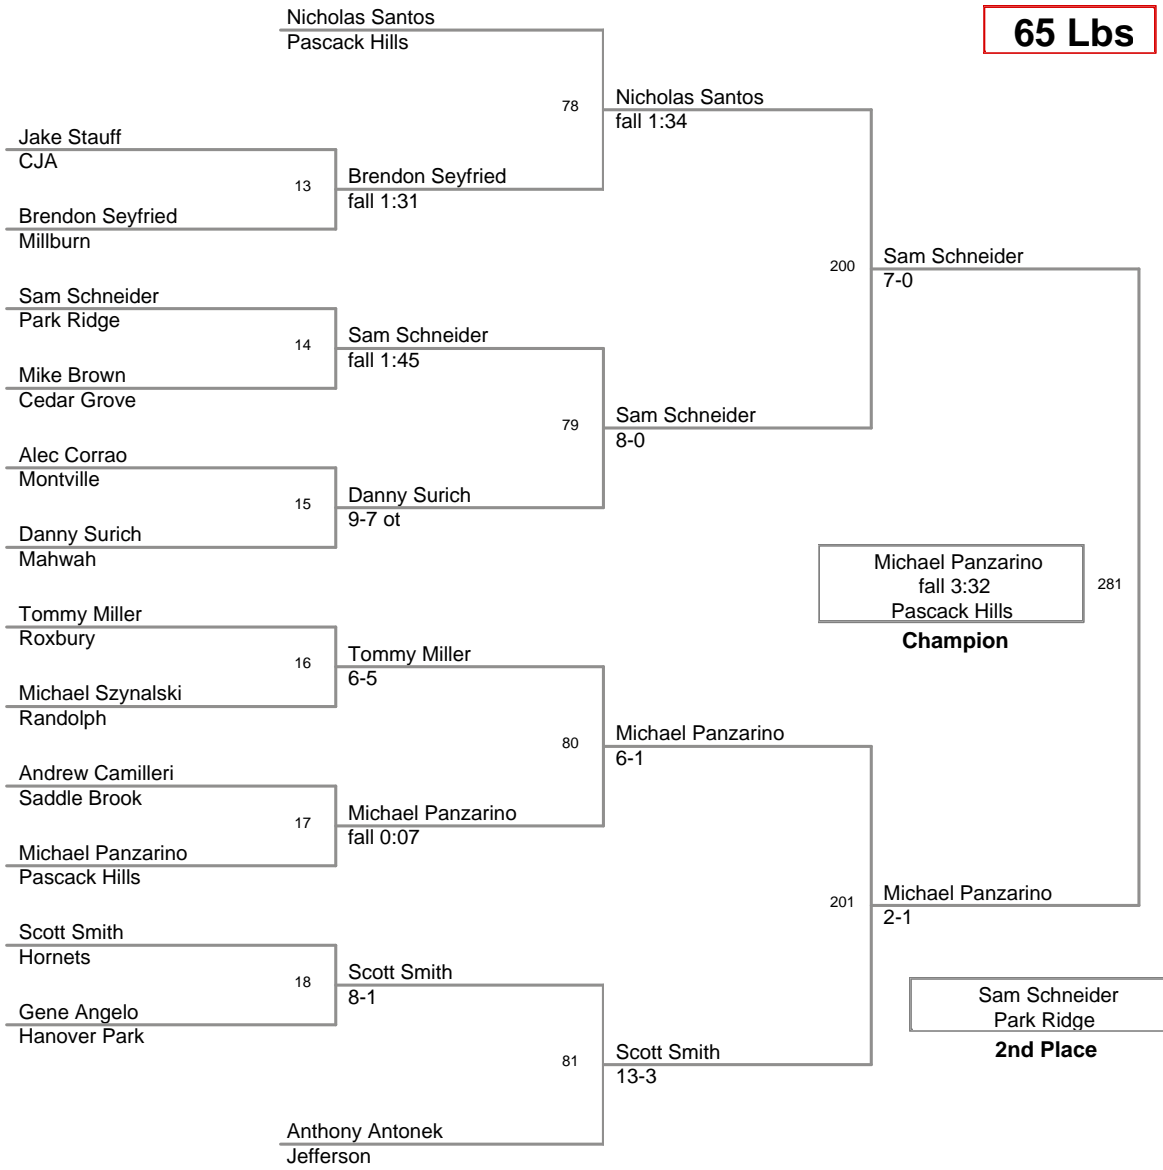 Nicholas Santos
Pascack Hills
65 Lbs
78
Nicholas Santos
fall 1:34
Jake Stauff
CJA
13
Brendon Seyfried
fall 1:31
Brendon Seyfried
Millburn
200
Sam Schneider
7-0
Sam Schneider
Park Ridge
14
Sam Schneider
fall 1:45
Mike Brown
Cedar Grove
79
Sam Schneider
8-0
Alec Corrao
Montville
15
Danny Surich
9-7 ot
Danny Surich
Mahwah
Michael Panzarino
fall 3:32
Pascack Hills
Champion
281
Tommy Miller
Roxbury
16
Tommy Miller
6-5
Michael Szynalski
Randolph
80
Michael Panzarino
6-1
Andrew Camilleri
Saddle Brook
17
Michael Panzarino
fall 0:07
Michael Panzarino
Pascack Hills
201
Michael Panzarino
2-1
Scott Smith
Hornets
18
Scott Smith
8-1
Gene Angelo
Hanover Park
Sam Schneider
Park Ridge
2nd Place
81
Scott Smith
13-3
Anthony Antonek
Jefferson